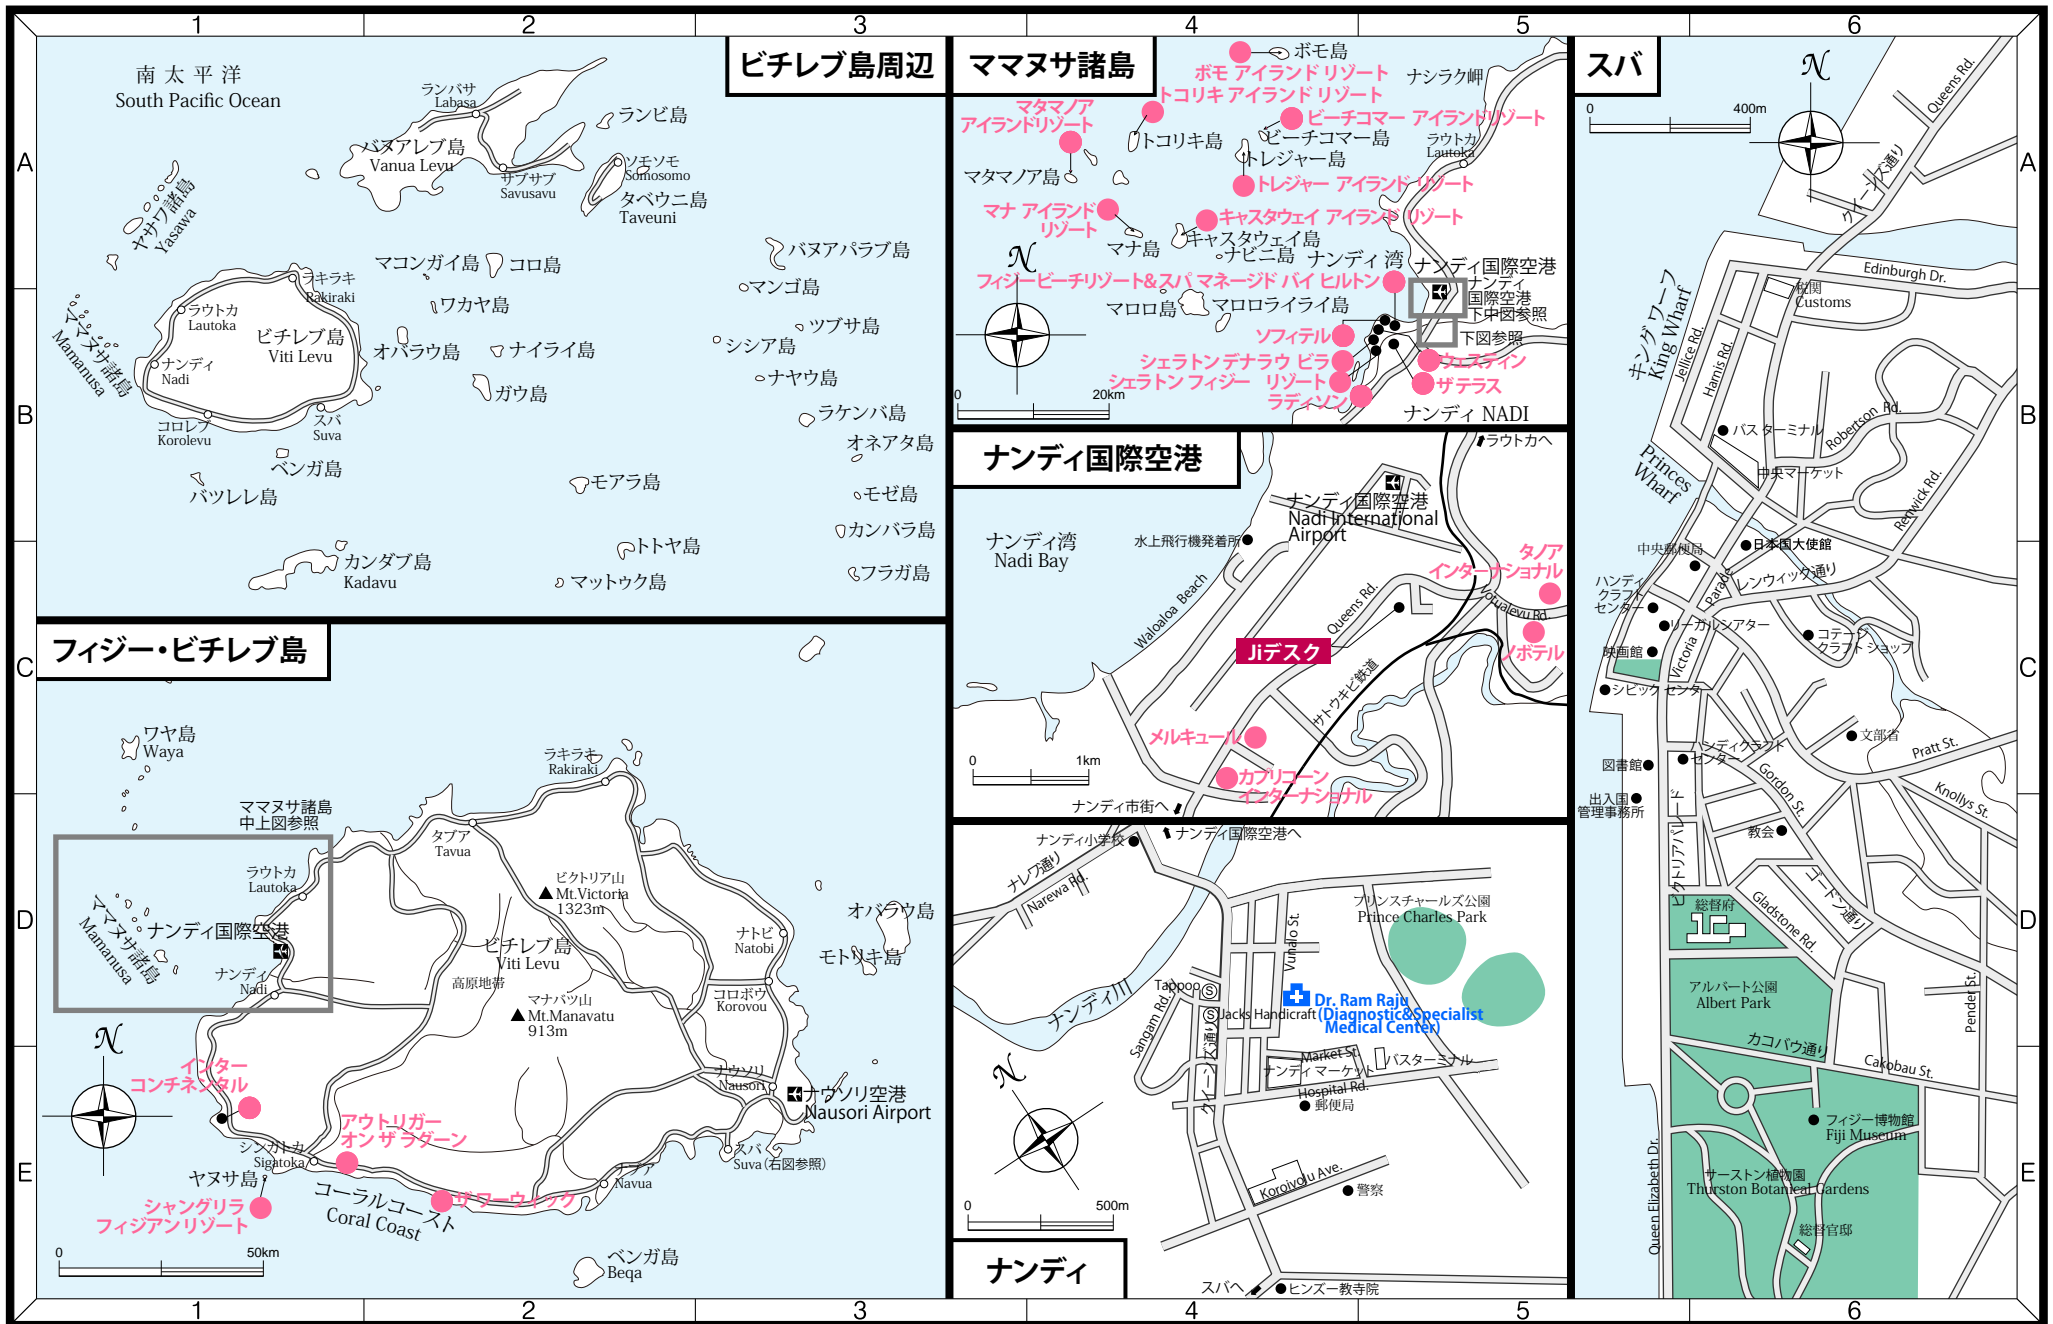 1
2
3
4
5
6
A
B
C
D
E
A
B
C
D
E
1
2
3
4
5
6
ビチレブ島周辺
南太平洋
South Pacific Ocean
ランバサ
Labasa
バヌアレブ島
Vanua Levu
サブサブ
Savusavu
ランビ島
ソモソモ
Somosomo
タベウニ島
Taveuni
ヤサワ諸島
Yasawa
ママヌサ諸島
Mamanusa
マコンガイ島
コロ島
バヌアバラブ島
マンゴ島
ワカヤ島
ツブサ島
シシア島
オバラウ島
ナイライ島
ナヤウ島
ガウ島
ラケンバ島
オネアタ島
ラキラキ
Rakiraki
ラウトカ
Lautoka
ビチレブ島
Viti Levu
ナンディ
Nadi
コロレブ
Korolevu
スバ
Suva
ベンガ島
バツレレ島
モアラ島
モゼ島
カンバラ島
トトヤ島
マットゥク島
フラガ島
カンダブ島
Kadavu
フィジー・ビチレブ島
ワヤ島
Waya
ママヌサ諸島
中上図参照
ラウトカ
Lautoka
ママヌサ諸島
Mamanusa
ナンディ国際空港
ナンディ
Nadi
タブア
Tavua
ラキラキ
Rakiraki
ビクトリア山
Mt.Victoria
1323m
ビチレブ島
Viti Levu
高原地帯
マナバツ山
Mt.Manavatu
913m
ナトビ
Natobi
コロボウ
Korovou
オバラウ島
モトリキ島
ナウソリ
Nausori
ナウソリ空港
Nausori Airport
スバ
Suva(右図参照)
ナブア
Navua
インター
コンチネンタル
アウトリガー
オン ザ ラグーン
シンガトカ
Sigatoka
ヤヌサ島
シャングリラ
フィジアンリゾート
コーラルコースト
Coral Coast
ザ ワーウィック
ベンガ島
Beqa
0
50km
N
ママヌサ諸島
ボモ島
ボモ アイランド リゾート
ナシラク岬
トコリキ アイランド リゾート
マタマノア
アイランドリゾート
ビーチコマー アイランドリゾート
トコリキ島
ビーチコマー島
ラウトカ
Lautoka
トレジャー島
マタマノア島
トレジャー アイランド リゾート
マナ アイランド
リゾート
キャスタウェイ アイランド リゾート
マナ島
キャスタウェイ島
ナビニ島
ナンディ湾
ナンディ国際空港
フィジービーチリゾート&スパ マネージド バイ ヒルトン
ナンディ
国際空港
下中図参照
マロロ島
マロロライライ島
下図参照
ソフィテル
シェラトン デナラウ ビラ
ウェスティン
シェラトン フィジー リゾート
ザ テラス
ラディソン
ナンディ NADI
0
20km
N
ナンディ国際空港
ラウトカへ
ナンディ国際空港
Nadi International
Airport
水上飛行機発着所
ナンディ湾
Nadi Bay
タノア
インターナショナル
Waloaloa Beach
Queens Rd.
Votualevu Rd.
Jiデスク
ノボテル
サトウキビ鉄道
メルキュール
カプリコーン
インターナショナル
0
1km
ナンディ市街へ
ナンディ
ナンディ国際空港へ
ナンディ小学校
ナレワ通り
Narewa Rd.
ナンディ川
Vunalo St.
プリンスチャールズ公園
Prince Charles Park
Tappoo
S
Dr. Ram Raju
(Diagnostic&Specialist
Medical Center)
S
Jacks Handicraft
Sangam Rd.
クイーンズ通り
Market St.
ナンディ マーケット
バスターミナル
Hospital Rd.
郵便局
Koroivolu Ave.
警察
0
500m
スバへ
ヒンズー教寺院
N
スバ
0
400m
N
Queens Rd.
クイーンズ通り
Edinburgh Dr.
税関
Customs
キング ワーフ
King Wharf
Jellice Rd.
Harris Rd.
バス ターミナル
Robertson Rd.
Princes
Wharf
中央マーケット
Renwick Rd.
中央郵便局
日本国大使館
ハンディ
クラフト
センター
Parade
レンウィック通り
リーガルシアター
コテージ
クラフト ショップ
映画館
Victoria
シビック センタ
ハンディクラフト
センター
図書館
文部省
Pratt St.
Gordon St.
Knollys St.
出入国
管理事務所
教会
ビクトリアパレード
ゴードン通り
Gladstone Rd.
総督府
アルバート公園
Albert Park
Pender St.
カコバウ通り
Cakobau St.
フィジー博物館
Fiji Museum
サーストン植物園
Thurston Botanical Gardens
総督官邸
Queen Elizabeth Dr.